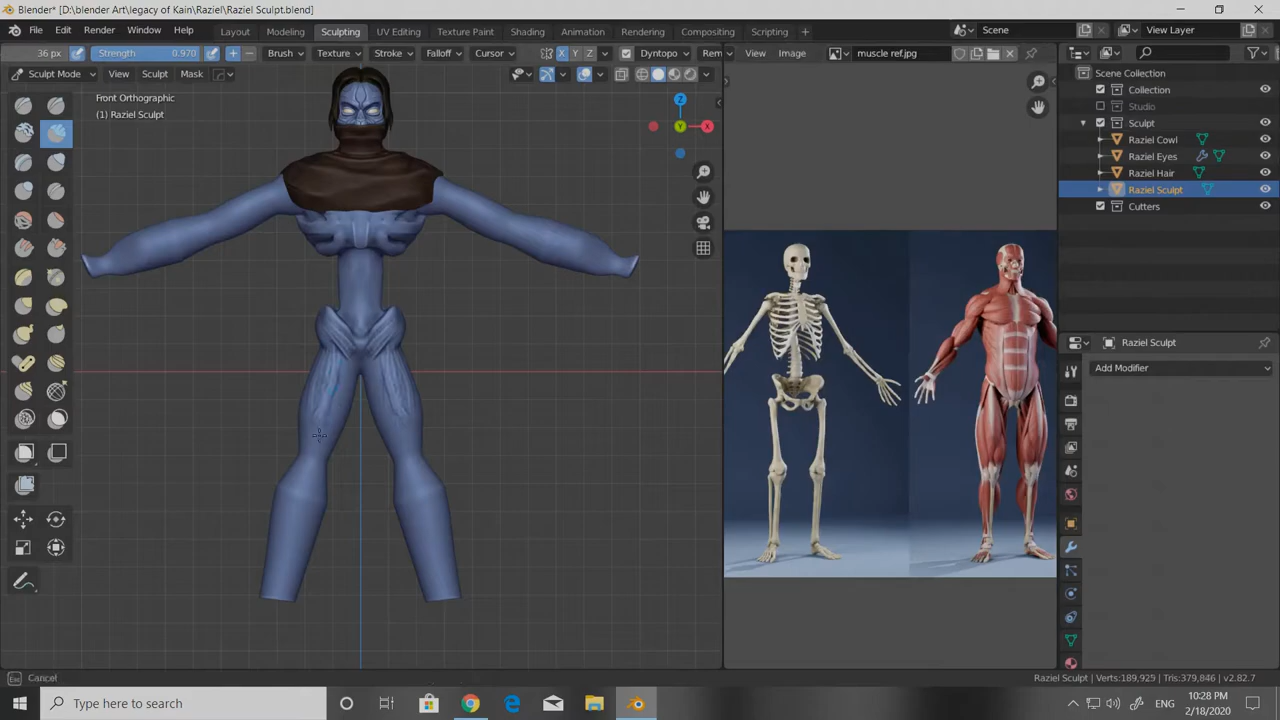 Blender* [D:\blender Art\legacy of Kain\Raziel\Raziel Sculpt.blend]
File Edit Render Window Help Layout Modeling Sculpting UV Editing Texture Paint Shading Animation Rendering Compositing Scripting + Scene View Layer
36 px Strength 0.970 Brush Texture Stroke Falloff Cursor X Y Z Dyntopo Rem View Image muscle ref.jpg
Sculpt Mode View Sculpt Mask
Front Orthographic
(1) Raziel Sculpt
Z
X
Y
Scene Collection
Collection
Studio
Sculpt
Raziel Cowl
Raziel Eyes
Raziel Hair
Raziel Sculpt
Cutters
Raziel Sculpt
Add Modifier
Cancel
Raziel Sculpt | Verts:189,925 | Tris:379,846 | v2.82.7
Type here to search
ENG
10:28 PM
2/18/2020